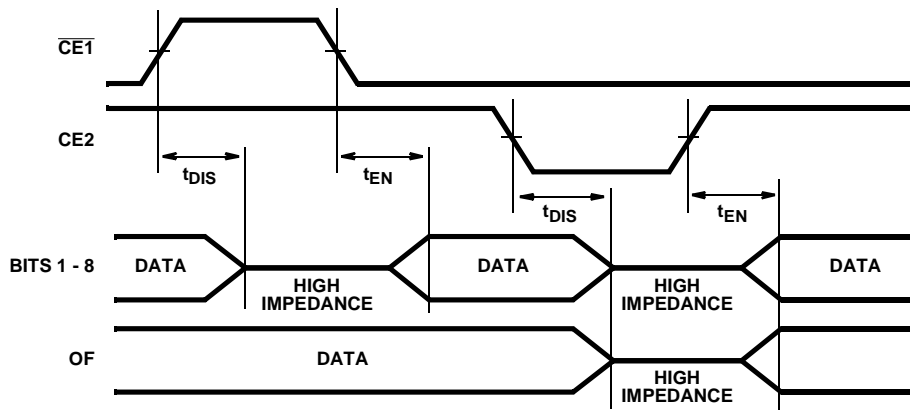 CE1
CE2
tDIS
tEN
tDIS
tEN
BITS 1 - 8
DATA
HIGH
IMPEDANCE
DATA
HIGH
IMPEDANCE
DATA
OF
DATA
HIGH
IMPEDANCE